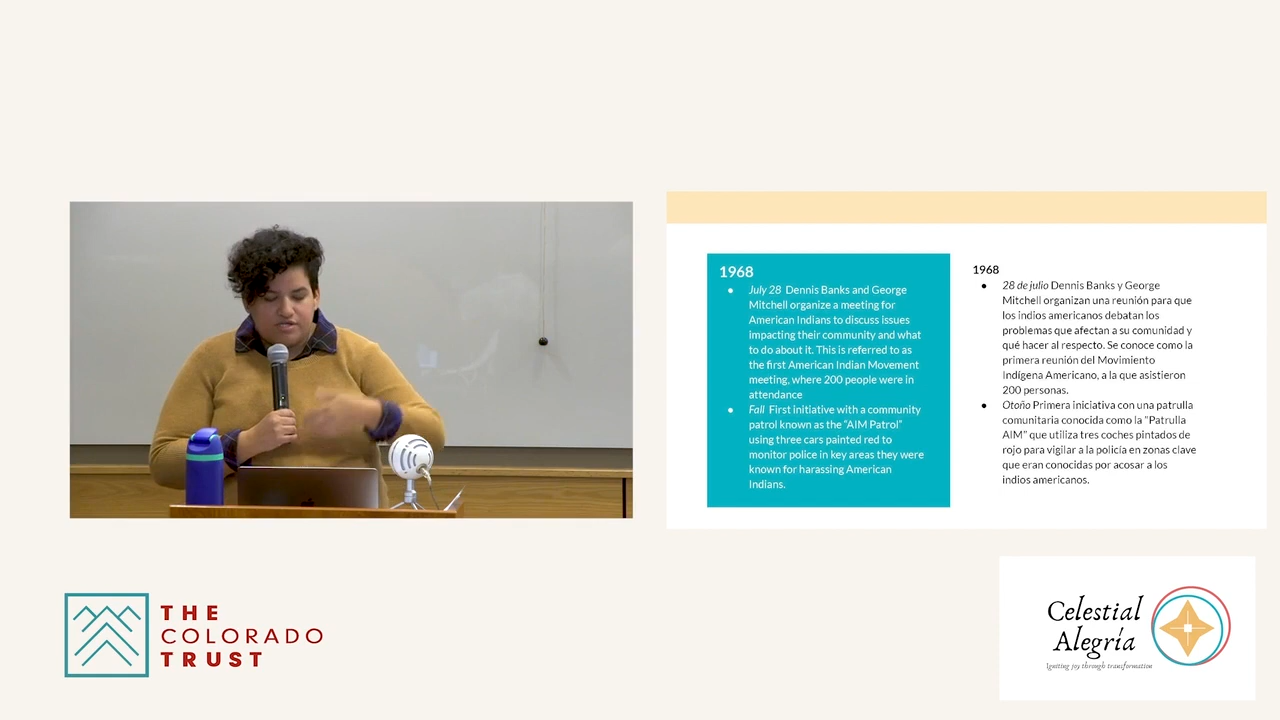 1968
• July 28 Dennis Banks and George
Mitchell organize a meeting for
American Indians to discuss issues
impacting their community and what
to do about it. This is referred to as
the first American Indian Movement
meeting, where 200 people were in
attendance
• Fall First initiative with a community
patrol known as the “AIM Patrol”
using three cars painted red to
monitor police in key areas they were
known for harassing American
Indians.
1968
• 28 de julio Dennis Banks y George
Mitchell organizan una reunión para que
los indios americanos debatan los
problemas que afectan a su comunidad y
qué hacer al respecto. Se conoce como la
primera reunión del Movimiento
Indígena Americano, a la que asistieron
200 personas.
• Otoño Primera iniciativa con una patrulla
comunitaria conocida como la "Patrulla
AIM" que utiliza tres coches pintados de
rojo para vigilar a la policía en zonas clave
que eran conocidas por acosar a los
indios americanos.
THE
COLORADO
TRUST
Celestial
Alegría
Igniting joy through transformation